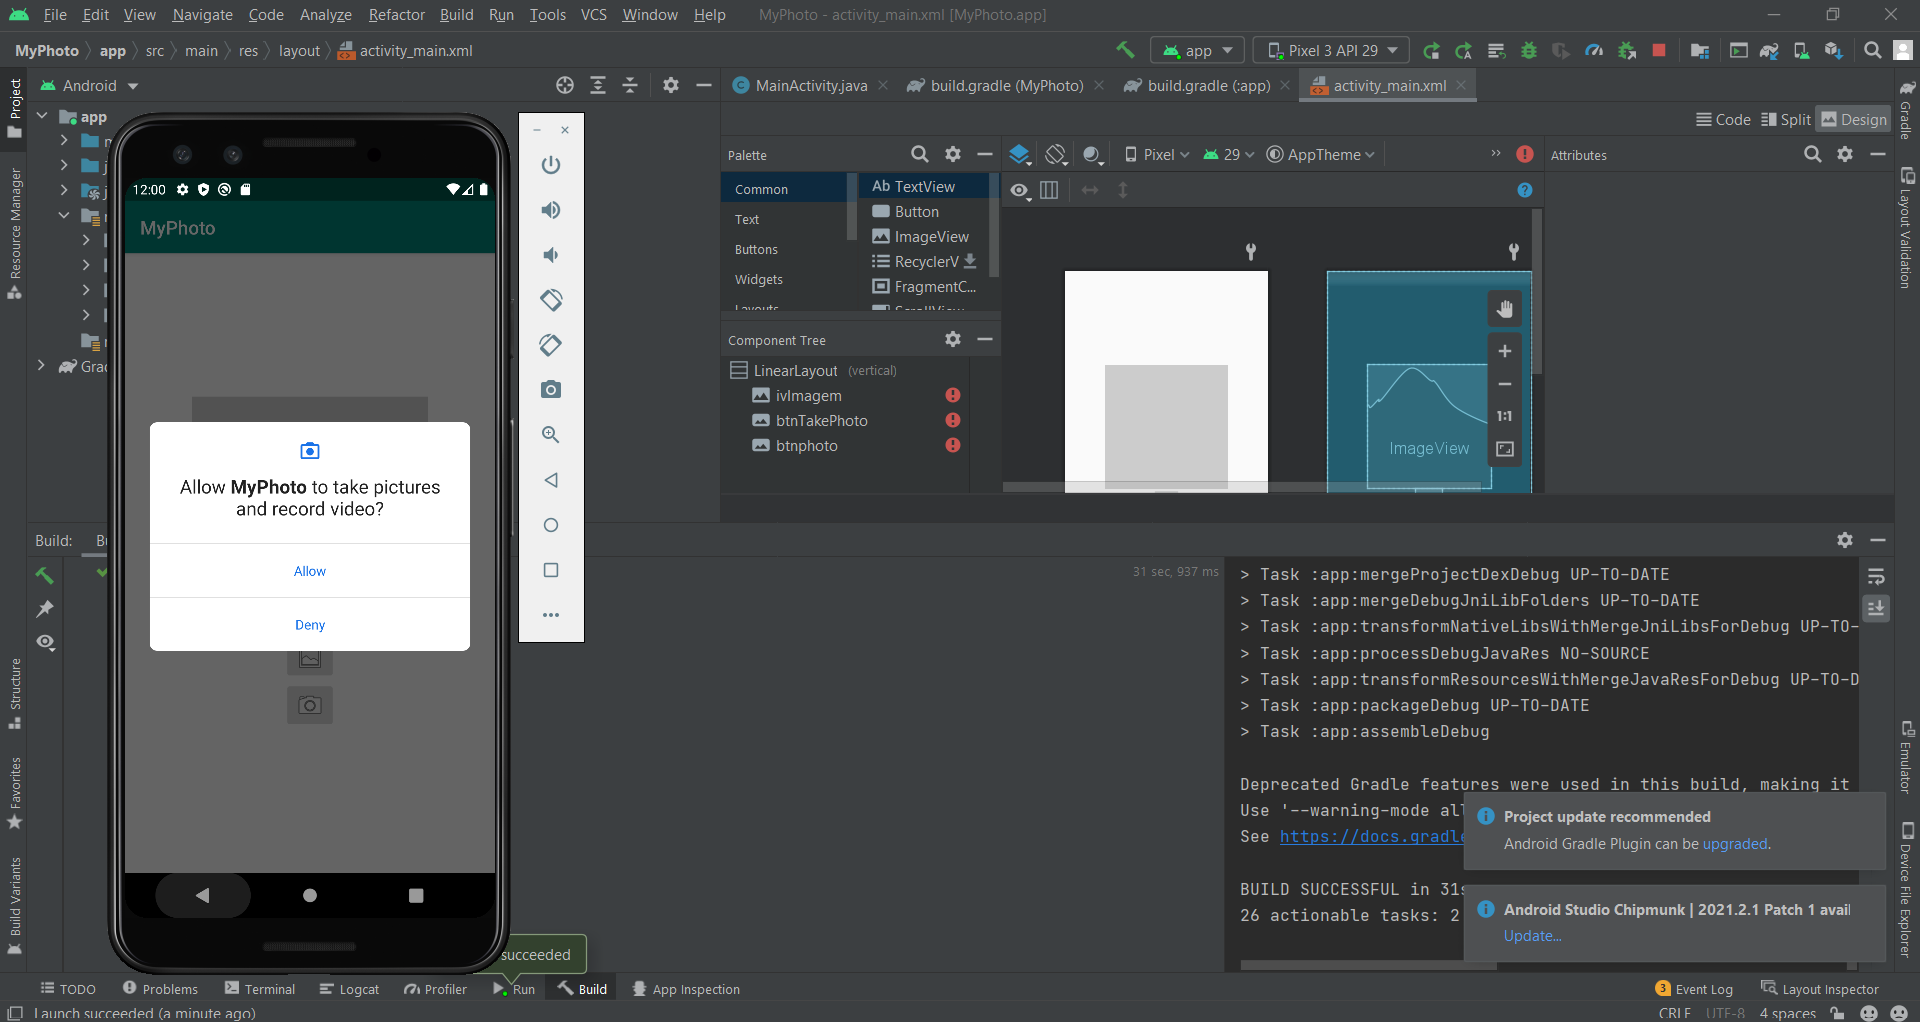 File Edit View Navigate Code Analyze Refactor Build Run Tools VCS Window Help MyPhoto - activity_main.xml [MyPhoto.app]
MyPhoto app src main res layout activity_main.xml
app Pixel 3 API 29
Project
Resource Manager
Structure
Favorites
Build Variants
Android
app
Grad
MainActivity.java
build.gradle (MyPhoto)
build.gradle (:app)
activity_main.xml
Code Split Design
Palette
Common
Text
Buttons
Widgets
Layouts
Ab TextView
Button
ImageView
RecyclerV
FragmentC...
ScrollView
Pixel 29 AppTheme
Attributes
Component Tree
LinearLayout (vertical)
ivImagem
btnTakePhoto
btnphoto
ImageView
1:1
Gradle
Layout Validation
Emulator
Device File Explorer
12:00
MyPhoto
Allow MyPhoto to take pictures
and record video?
Allow
Deny
Build:
31 sec, 937 ms
> Task :app:mergeProjectDexDebug UP-TO-DATE
> Task :app:mergeDebugJniLibFolders UP-TO-DATE
> Task :app:transformNativeLibsWithMergeJniLibsForDebug UP-TO-
> Task :app:processDebugJavaRes NO-SOURCE
> Task :app:transformResourcesWithMergeJavaResForDebug UP-TO-D
> Task :app:packageDebug UP-TO-DATE
> Task :app:assembleDebug
Deprecated Gradle features were used in this build, making it
Use '--warning-mode al
See https://docs.gradle
BUILD SUCCESSFUL in 31s
26 actionable tasks: 2
Project update recommended
Android Gradle Plugin can be upgraded.
Android Studio Chipmunk | 2021.2.1 Patch 1 avail
Update...
succeeded
TODO Problems Terminal Logcat Profiler Run Build App Inspection 3 Event Log Layout Inspector
Launch succeeded (a minute ago) CRLF UTF-8 4 spaces